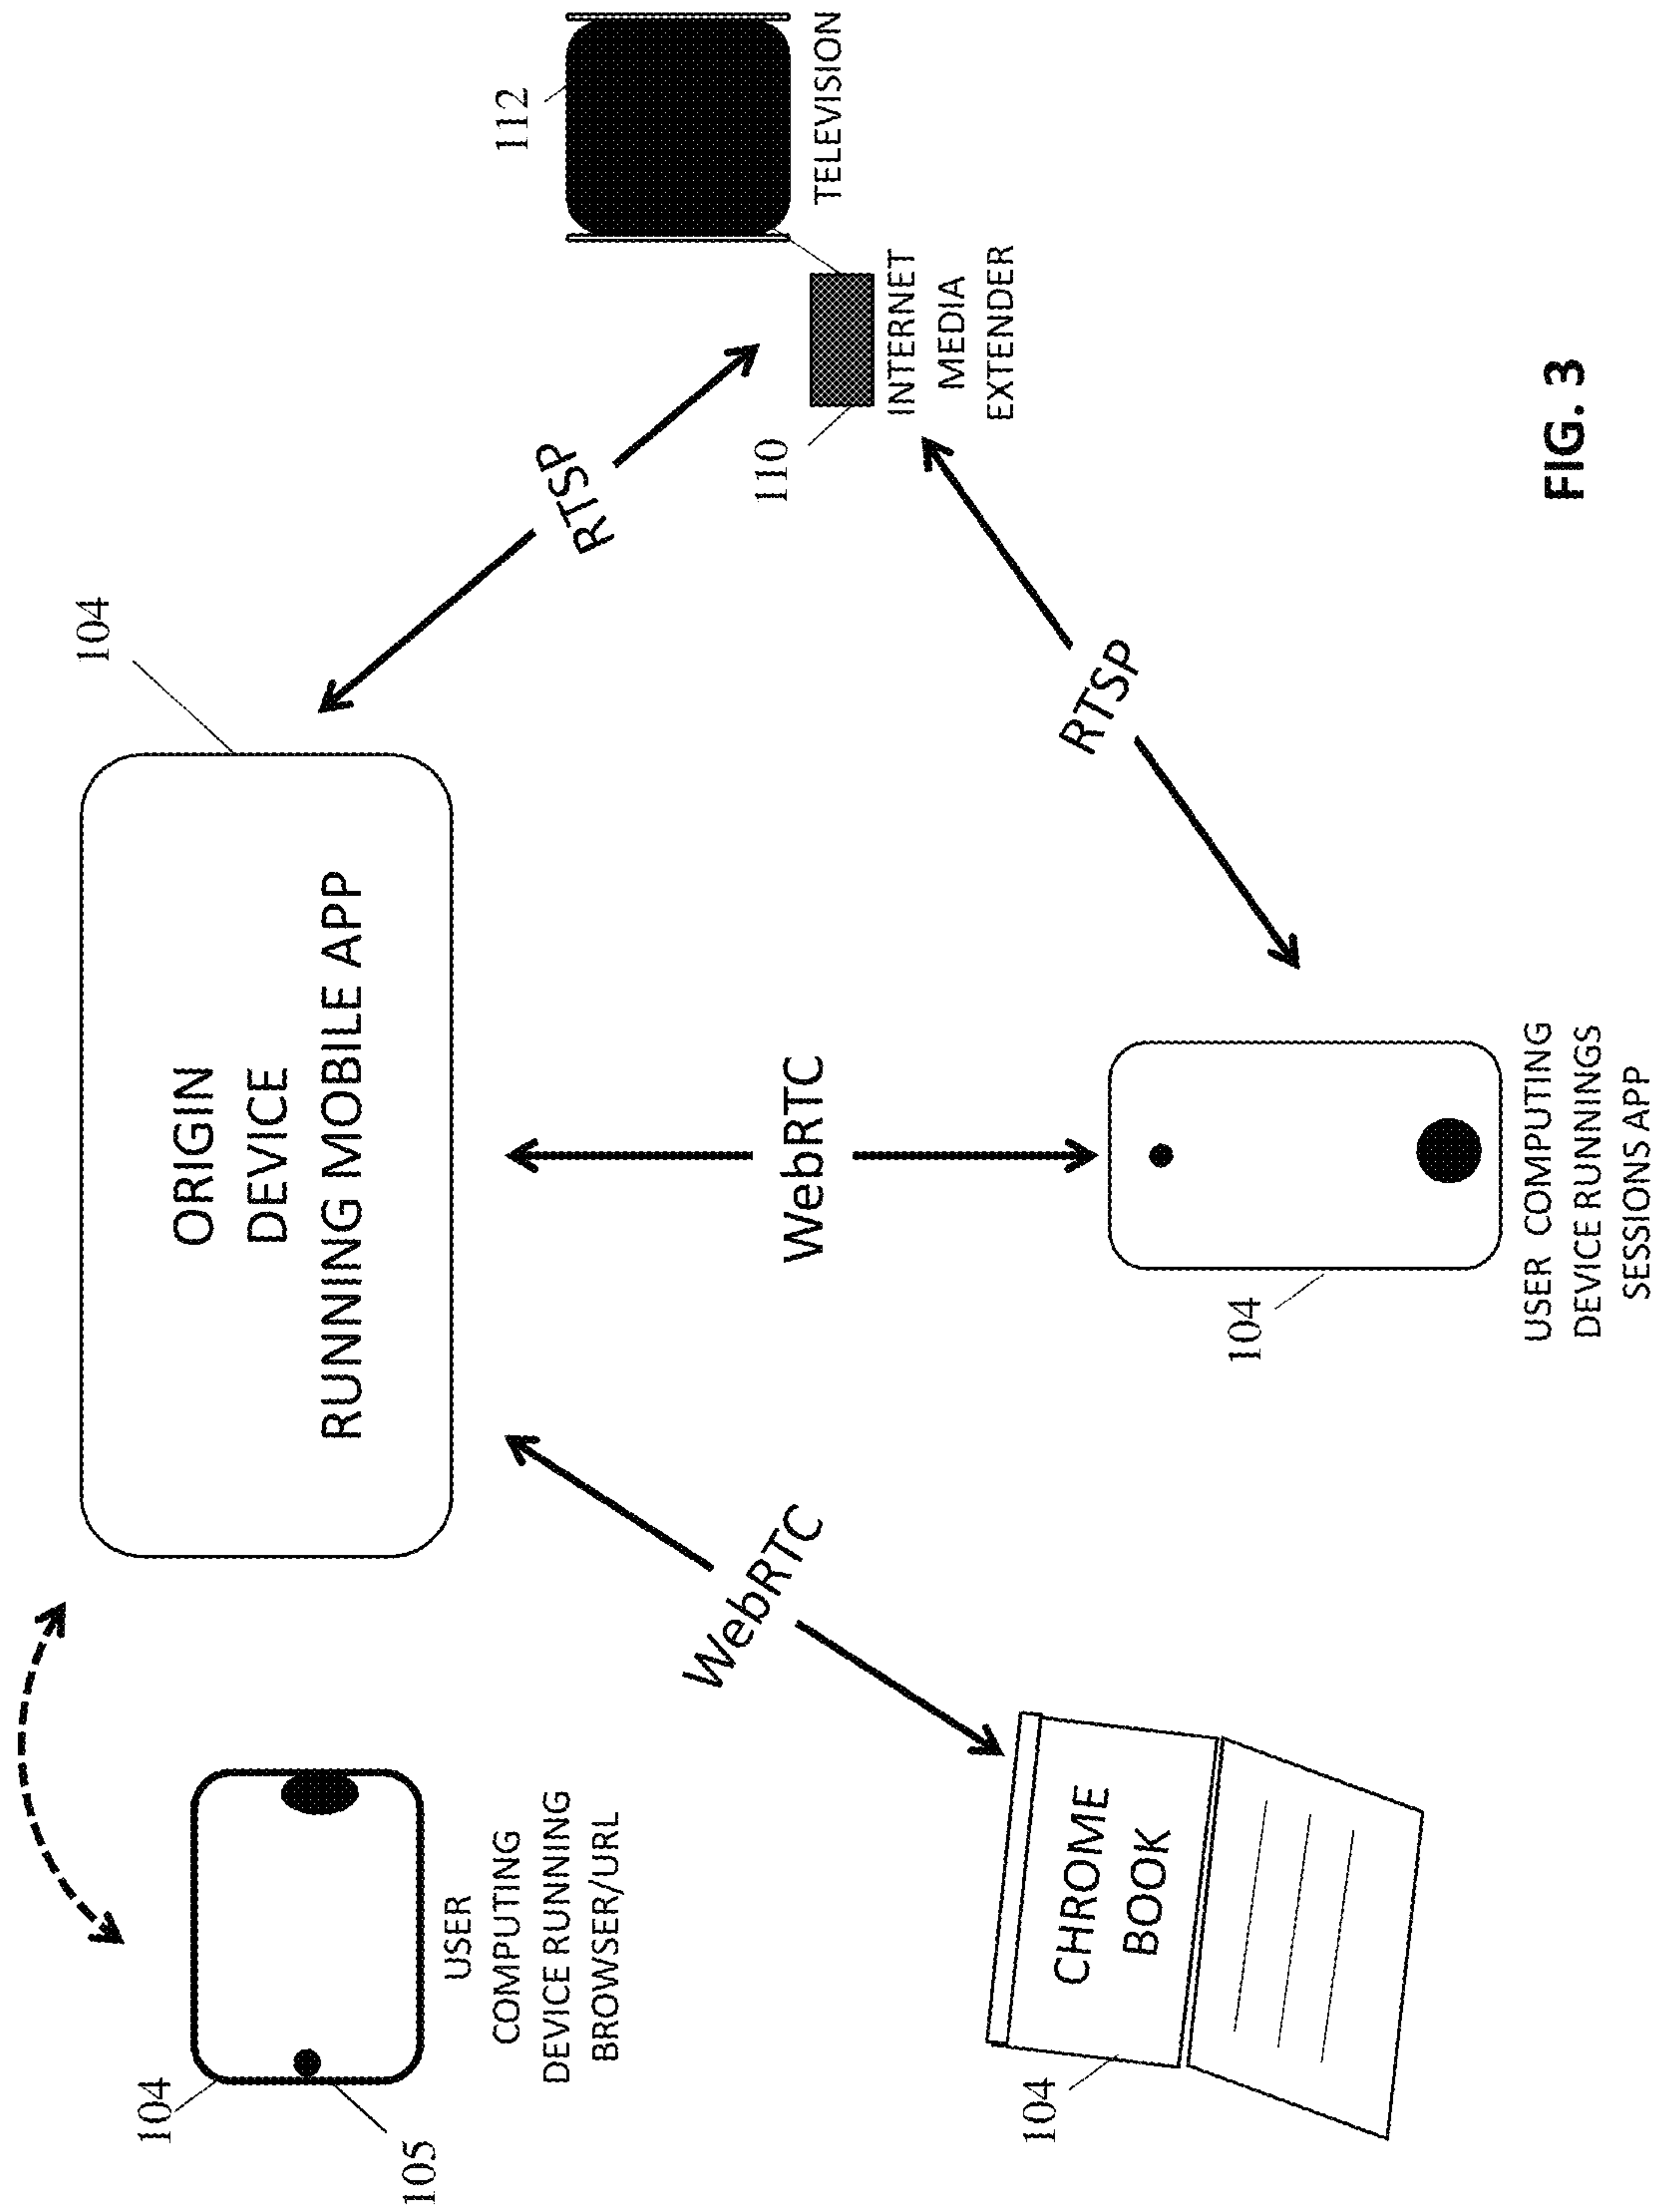 104
105
USER
COMPUTING
DEVICE RUNNING
BROWSER/URL
104
ORIGIN
DEVICE
RUNNING MOBILE APP
RTSP
112
TELEVISION
110
INTERNET
MEDIA
EXTENDER
WebRTC
WebRTC
RTSP
104
CHROME
BOOK
104
USER COMPUTING
DEVICE RUNNINGS
SESSIONS APP
FIG. 3